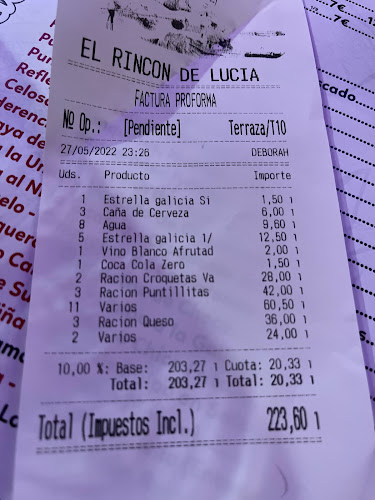 EL RINCON DE LUCIA
FACTURA PROFORMA
Nº Op.: [Pendiente] Terraza/T10
27/05/2022 23:26 DEBORAH
Uds. Producto Importe
1 Estrella galicia Si 1,50 ı
3 Caña de Cerveza 6,00 ı
8 Agua 9,60 ı
5 Estrella galicia 1/ 12,50 ı
1 Vino Blanco Afrutad 2,00 ı
1 Coca Cola Zero 1,50 ı
2 Racion Croquetas Va 28,00 ı
3 Racion Puntillitas 42,00 ı
11 Varios 60,50 ı
3 Racion Queso 36,00 ı
2 Varios 24,00 ı
10,00 %: Base: 203,27 ı Cuota: 20,33 ı
Total: 203,27 ı Total: 20,33 ı
Total (Impuestos Incl.) 223,60 ı